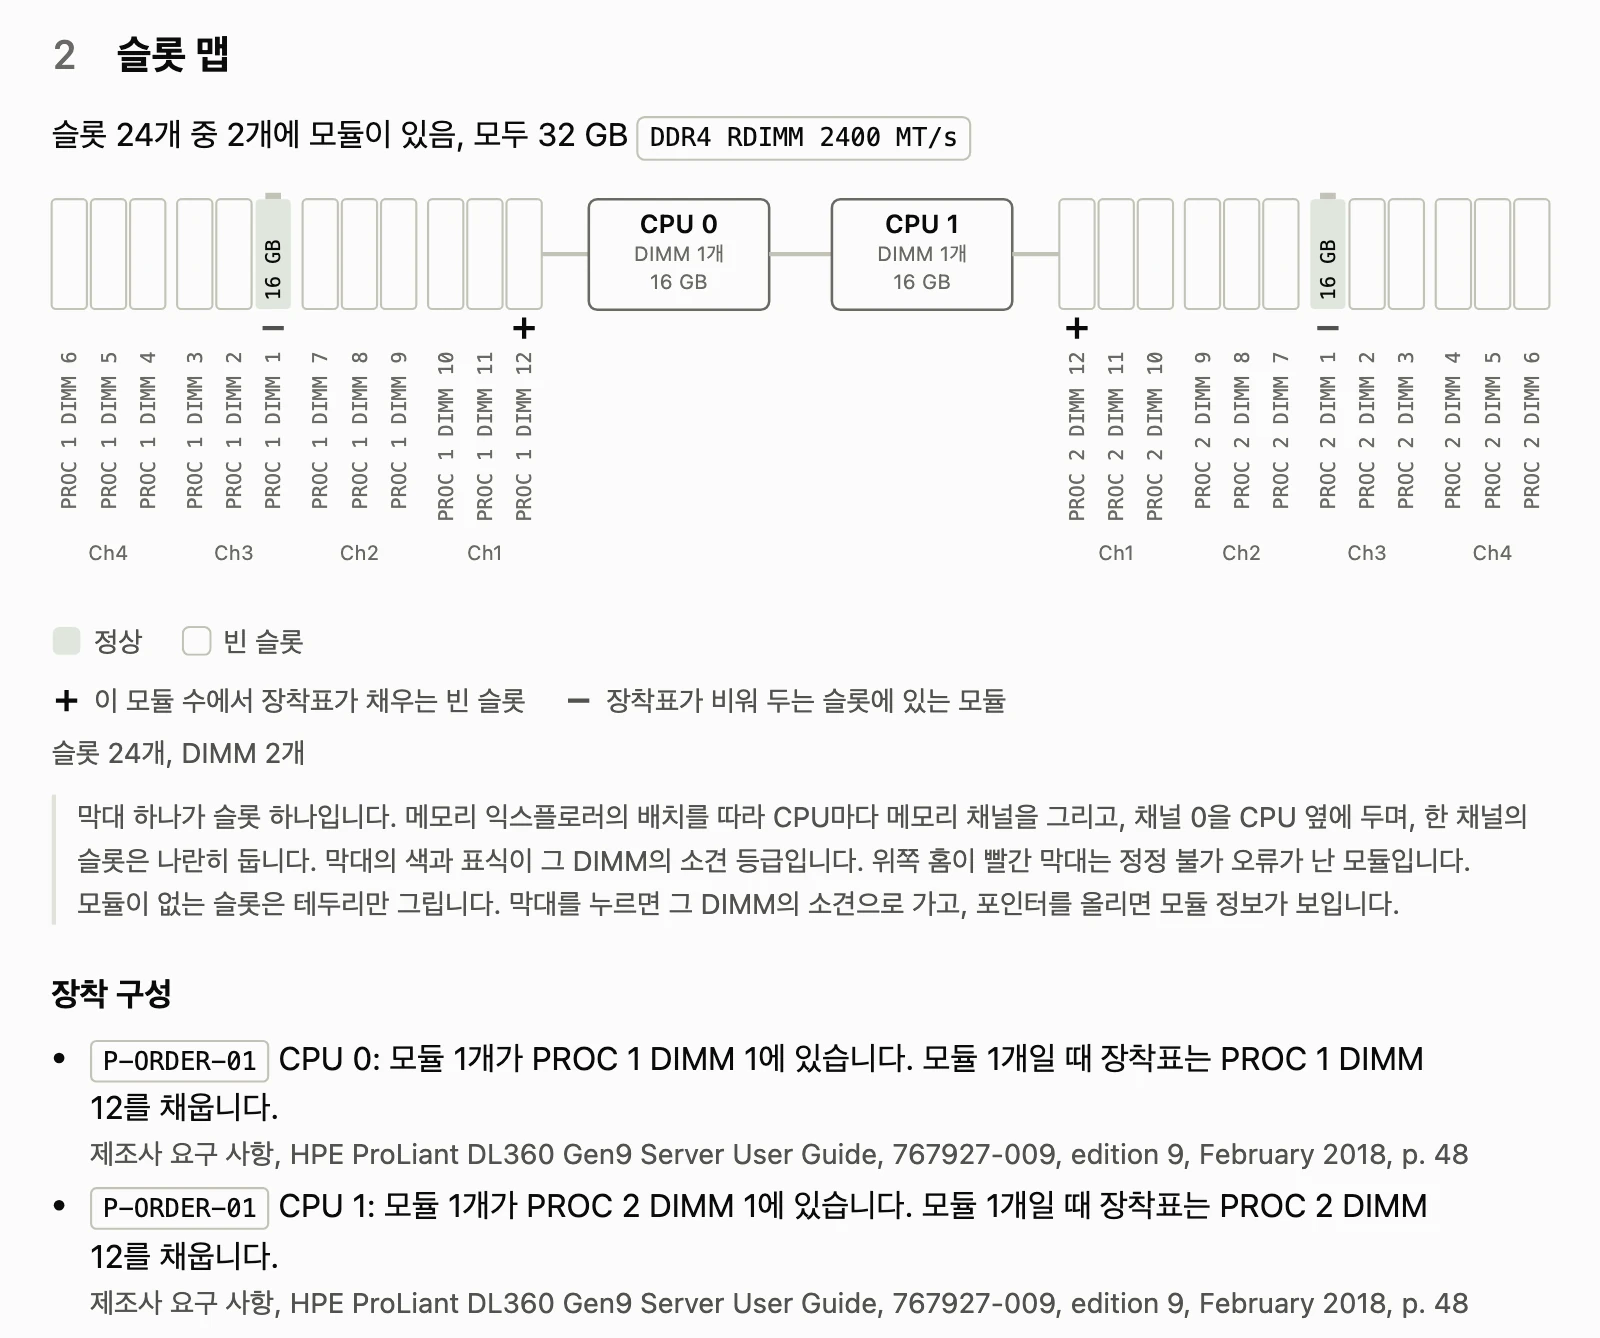 2 슬롯 맵
슬롯 24개 중 2개에 모듈이 있음, 모두 32 GB DDR4 RDIMM 2400 MT/s
16 GB
CPU 0
DIMM 1개
16 GB
CPU 1
DIMM 1개
16 GB
16 GB
− + + −
PROC 1 DIMM 6
PROC 1 DIMM 5
PROC 1 DIMM 4
PROC 1 DIMM 3
PROC 1 DIMM 2
PROC 1 DIMM 1
PROC 1 DIMM 7
PROC 1 DIMM 8
PROC 1 DIMM 9
PROC 1 DIMM 10
PROC 1 DIMM 11
PROC 1 DIMM 12
PROC 2 DIMM 12
PROC 2 DIMM 11
PROC 2 DIMM 10
PROC 2 DIMM 9
PROC 2 DIMM 8
PROC 2 DIMM 7
PROC 2 DIMM 1
PROC 2 DIMM 2
PROC 2 DIMM 3
PROC 2 DIMM 4
PROC 2 DIMM 5
PROC 2 DIMM 6
Ch4 Ch3 Ch2 Ch1 Ch1 Ch2 Ch3 Ch4
정상 빈 슬롯
+ 이 모듈 수에서 장착표가 채우는 빈 슬롯 − 장착표가 비워 두는 슬롯에 있는 모듈
슬롯 24개, DIMM 2개
막대 하나가 슬롯 하나입니다. 메모리 익스플로러의 배치를 따라 CPU마다 메모리 채널을 그리고, 채널 0을 CPU 옆에 두며, 한 채널의
슬롯은 나란히 둡니다. 막대의 색과 표식이 그 DIMM의 소견 등급입니다. 위쪽 홈이 빨간 막대는 정정 불가 오류가 난 모듈입니다.
모듈이 없는 슬롯은 테두리만 그립니다. 막대를 누르면 그 DIMM의 소견으로 가고, 포인터를 올리면 모듈 정보가 보입니다.
장착 구성
• P-ORDER-01 CPU 0: 모듈 1개가 PROC 1 DIMM 1에 있습니다. 모듈 1개일 때 장착표는 PROC 1 DIMM
12를 채웁니다.
제조사 요구 사항, HPE ProLiant DL360 Gen9 Server User Guide, 767927-009, edition 9, February 2018, p. 48
• P-ORDER-01 CPU 1: 모듈 1개가 PROC 2 DIMM 1에 있습니다. 모듈 1개일 때 장착표는 PROC 2 DIMM
12를 채웁니다.
제조사 요구 사항, HPE ProLiant DL360 Gen9 Server User Guide, 767927-009, edition 9, February 2018, p. 48